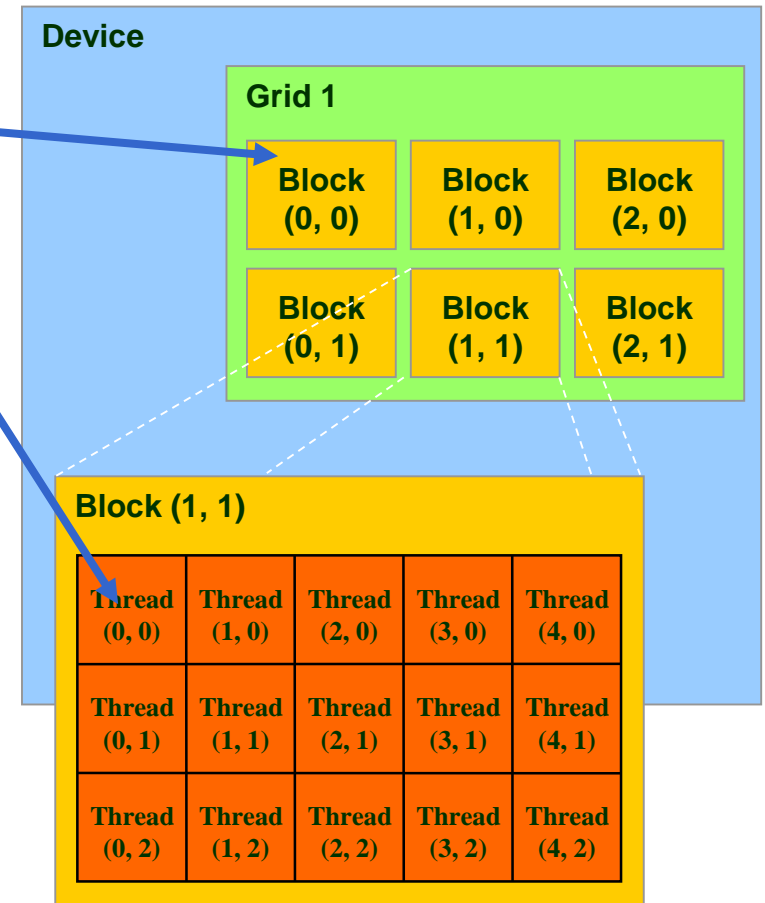 Device
Grid 1
Block
(0, 0)
Block
(1, 0)
Block
(2, 0)
Block
(0, 1)
Block
(1, 1)
Block
(2, 1)
Block (1, 1)
Thread
(0, 0)
Thread
(1, 0)
Thread
(2, 0)
Thread
(3, 0)
Thread
(4, 0)
Thread
(0, 1)
Thread
(1, 1)
Thread
(2, 1)
Thread
(3, 1)
Thread
(4, 1)
Thread
(0, 2)
Thread
(1, 2)
Thread
(2, 2)
Thread
(3, 2)
Thread
(4, 2)